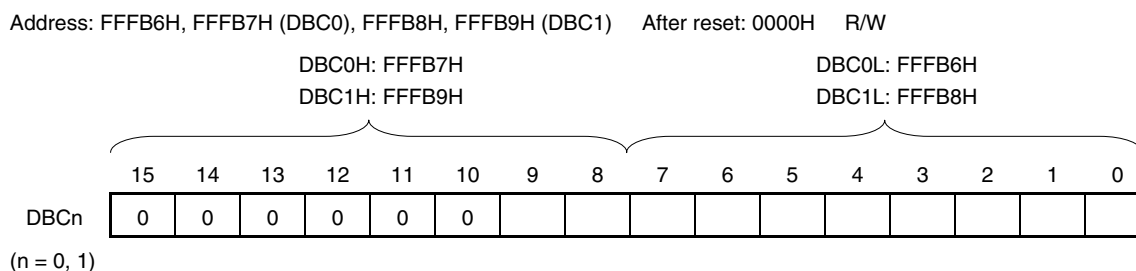 Address: FFFB6H, FFFB7H (DBC0), FFFB8H, FFFB9H (DBC1) After reset: 0000H R/W
DBC0H: FFFB7H DBC0L: FFFB6H
DBC1H: FFFB9H DBC1L: FFFB8H
15 14 13 12 11 10 9 8 7 6 5 4 3 2 1 0
DBCn 0 0 0 0 0 0
(n = 0, 1)